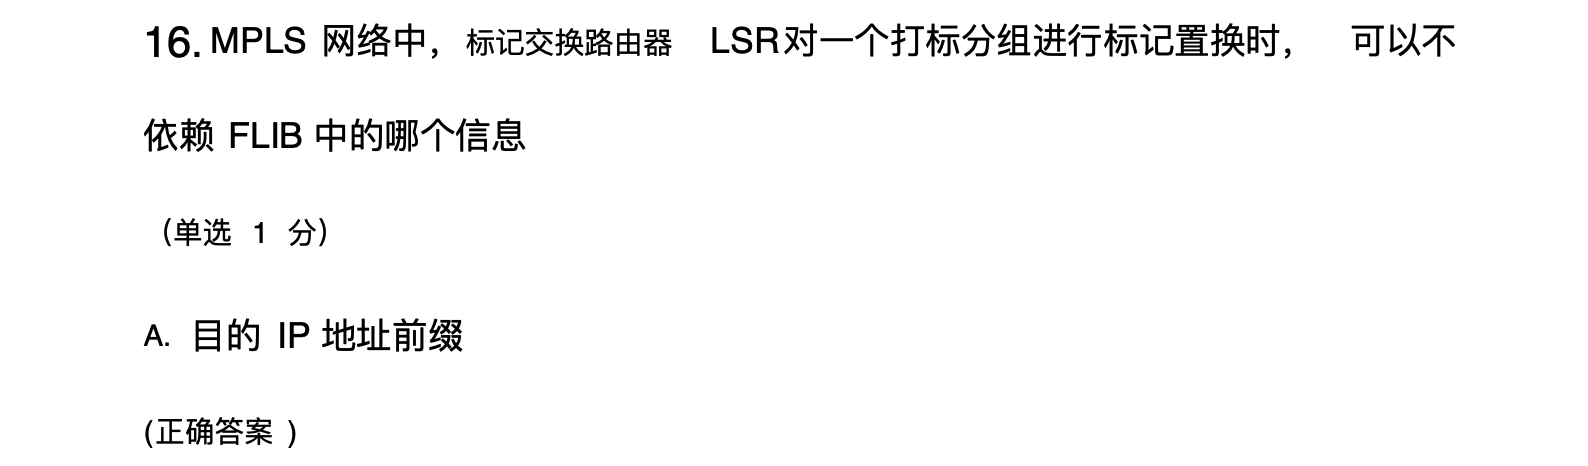 16. MPLS 网络中，标记交换路由器 LSR对一个打标分组进行标记置换时， 可以不
依赖 FLIB 中的哪个信息
（单选 1 分）
A. 目的 IP 地址前缀
(正确答案 )